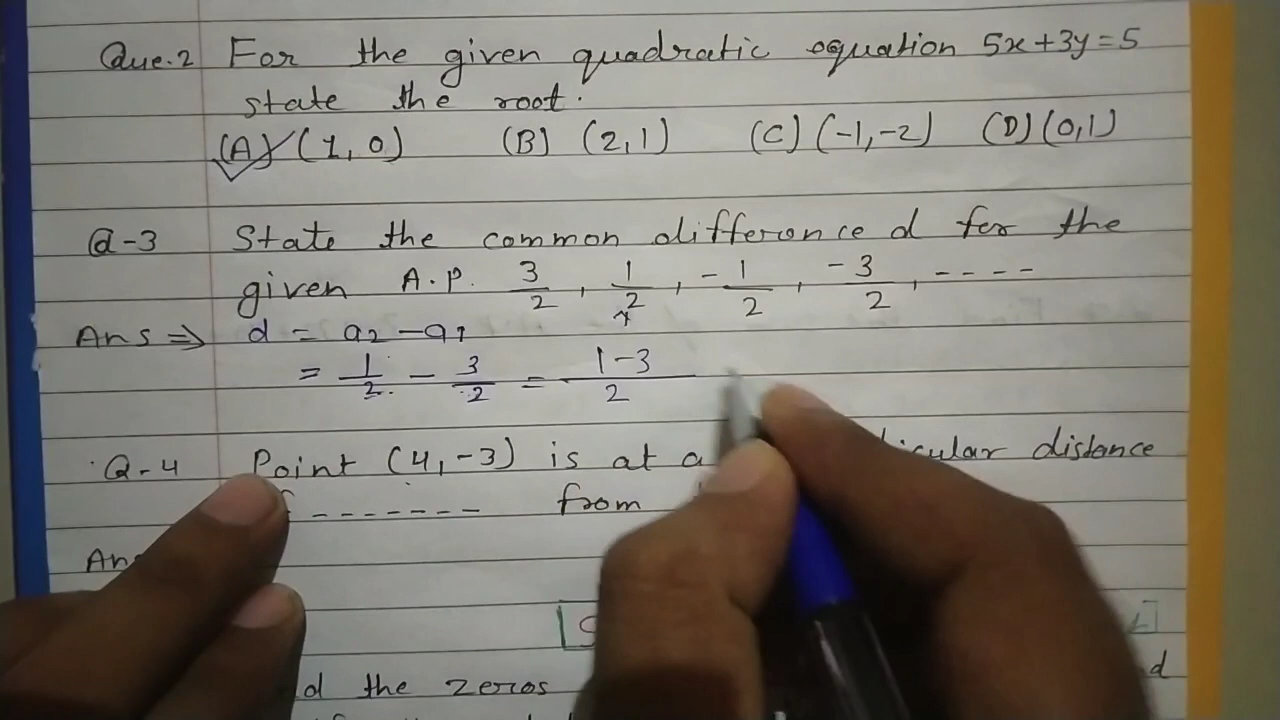 Que.2 For the given quadratic equation 5x+3y=5
state the root.
(A) (1,0) (B) (2,1) (C) (-1,-2) (D) (0,1)
Q-3 State the common difference d for the
given A.P. 3/2, 1/2, -1/2, -3/2, ----
Ans ⇒ d = a2 - a1
= 1/2 - 3/2 = 1-3/2
Q-4 Point (4,-3) is at a distance
------- from
the zeros